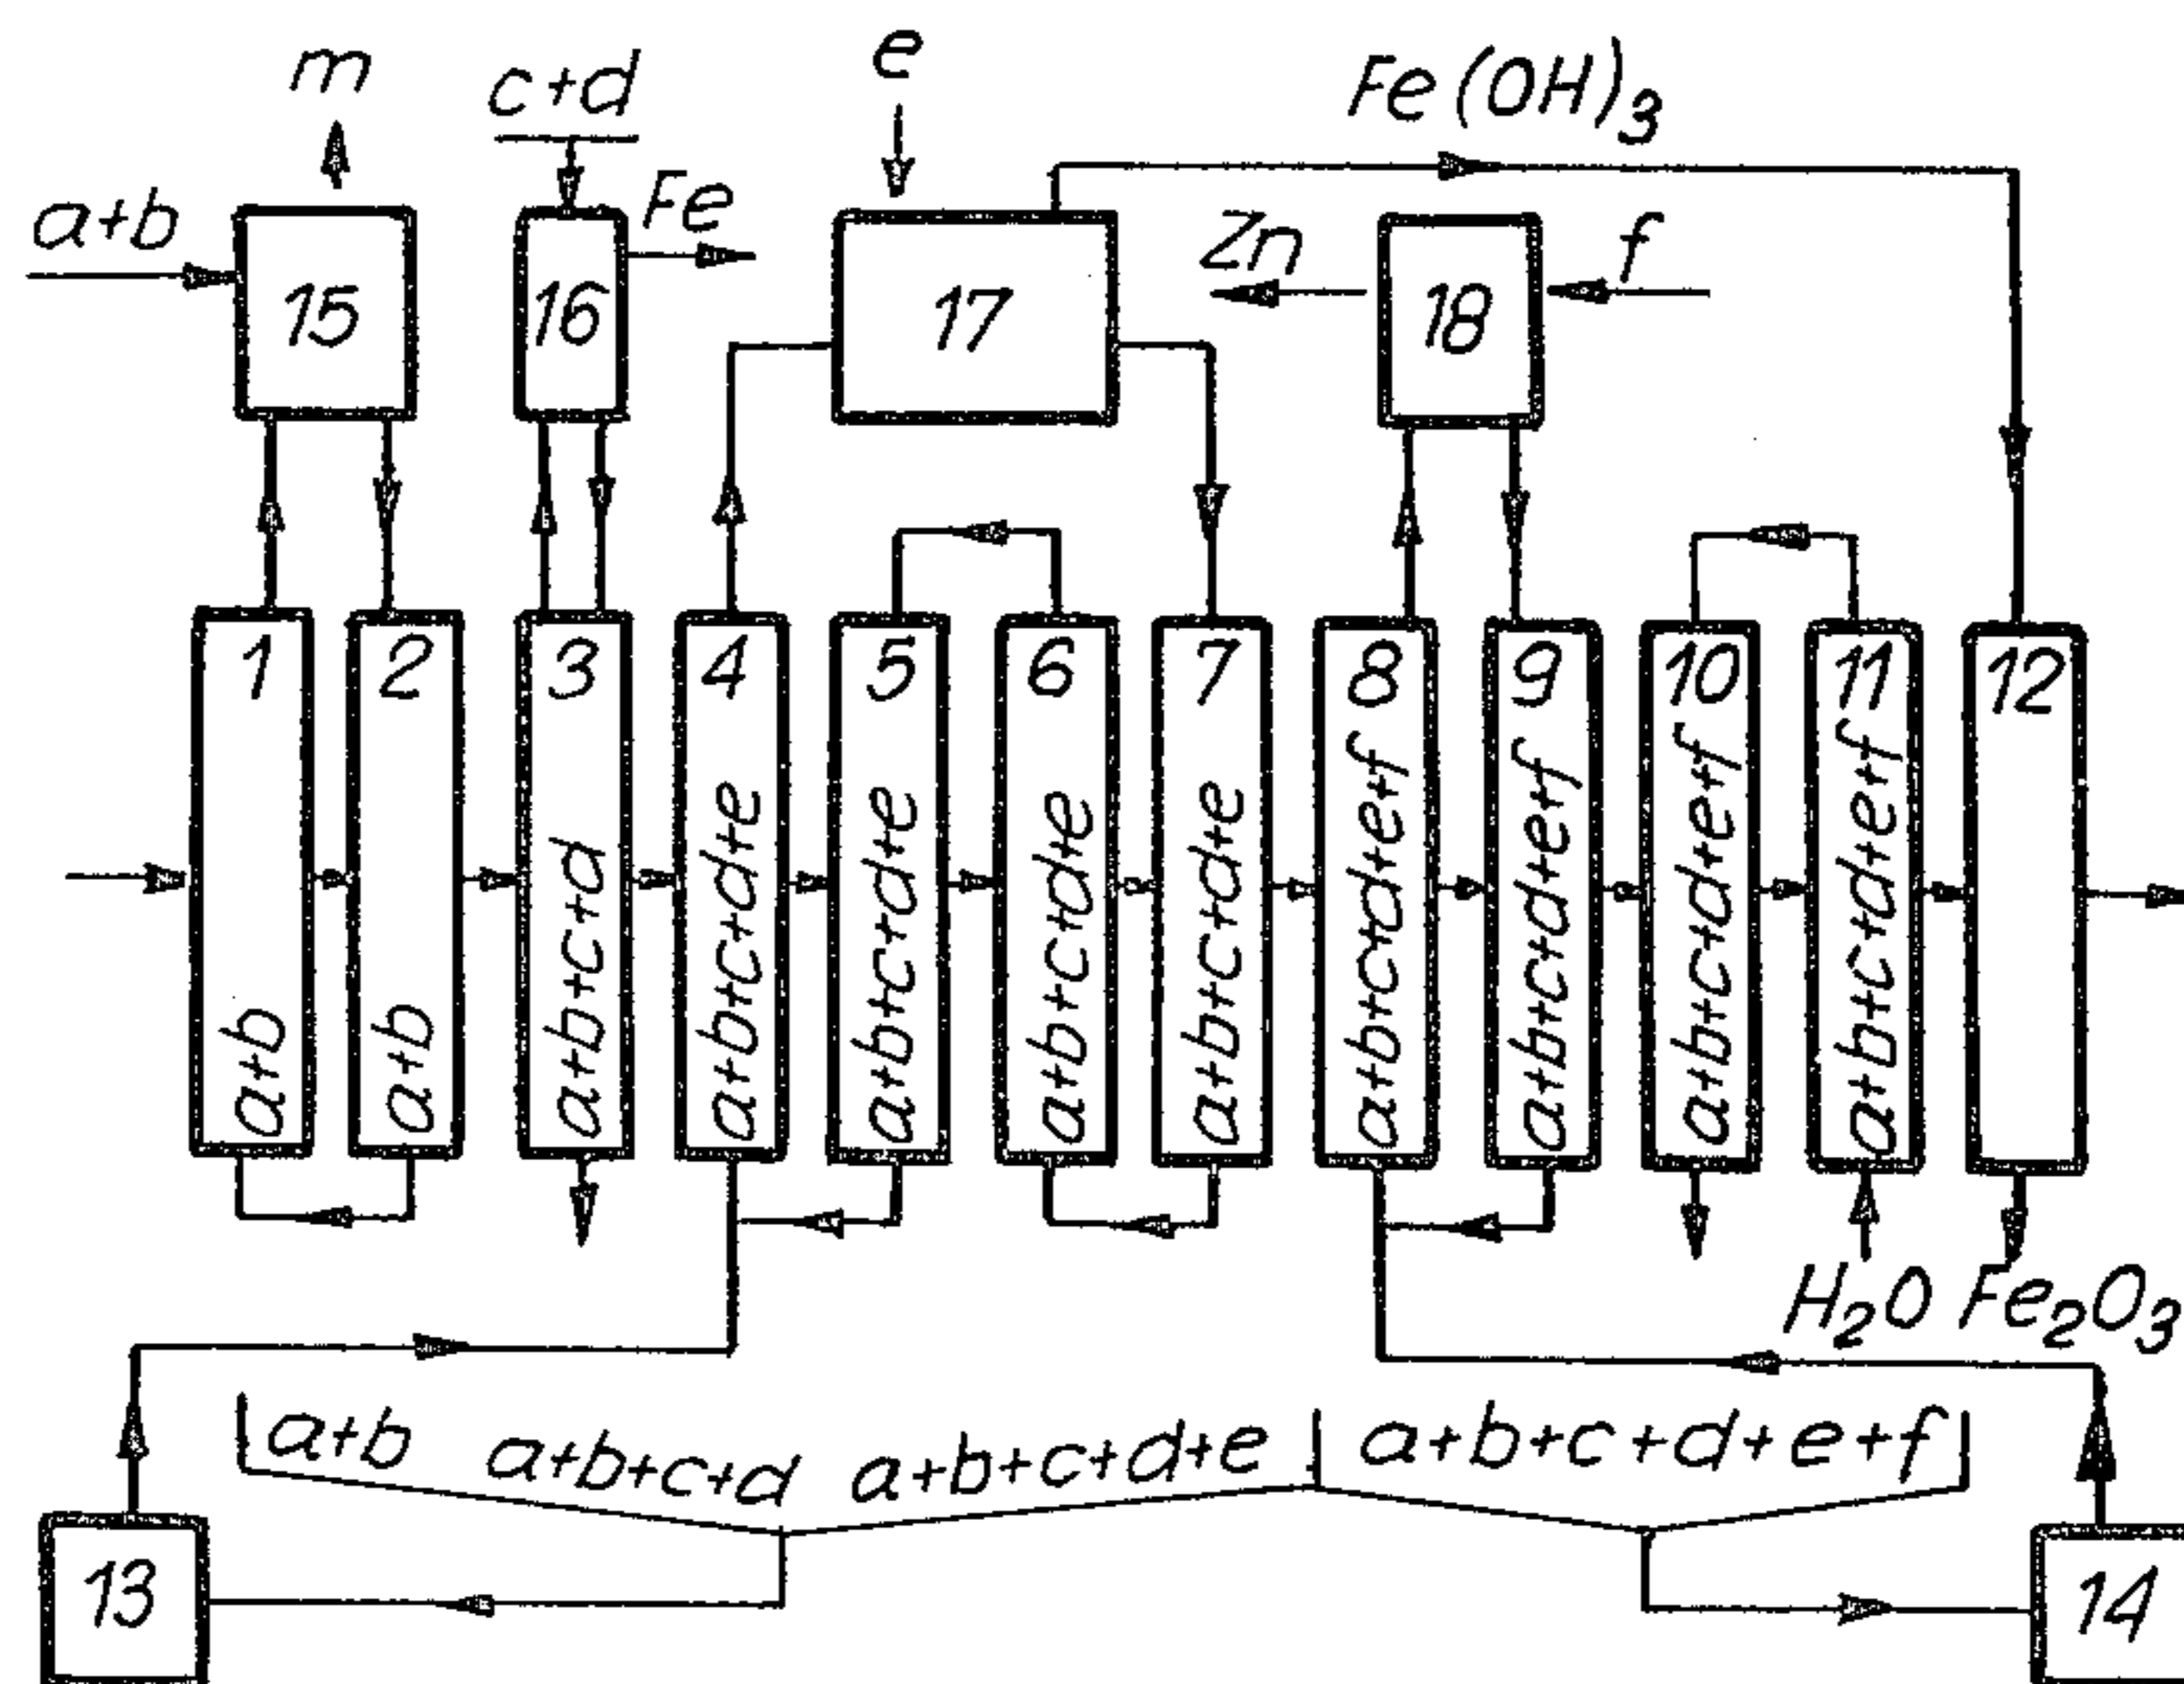 m
c+d
e
Fe(OH)3
a+b
Fe
Zn
f
15
16
17
18
1
2
3
4
5
6
7
8
9
10
11
12
a+b
a+b
a+b+c+d
a+b+c+d+e
a+b+c+d+e
a+b+c+d+e
a+b+c+d+e
a+b+c+d+e+f
a+b+c+d+e+f
a+b+c+d+e+f
a+b+c+d+e+f
H2O
Fe2O3
a+b
a+b+c+d
a+b+c+d+e
a+b+c+d+e+f
13
14